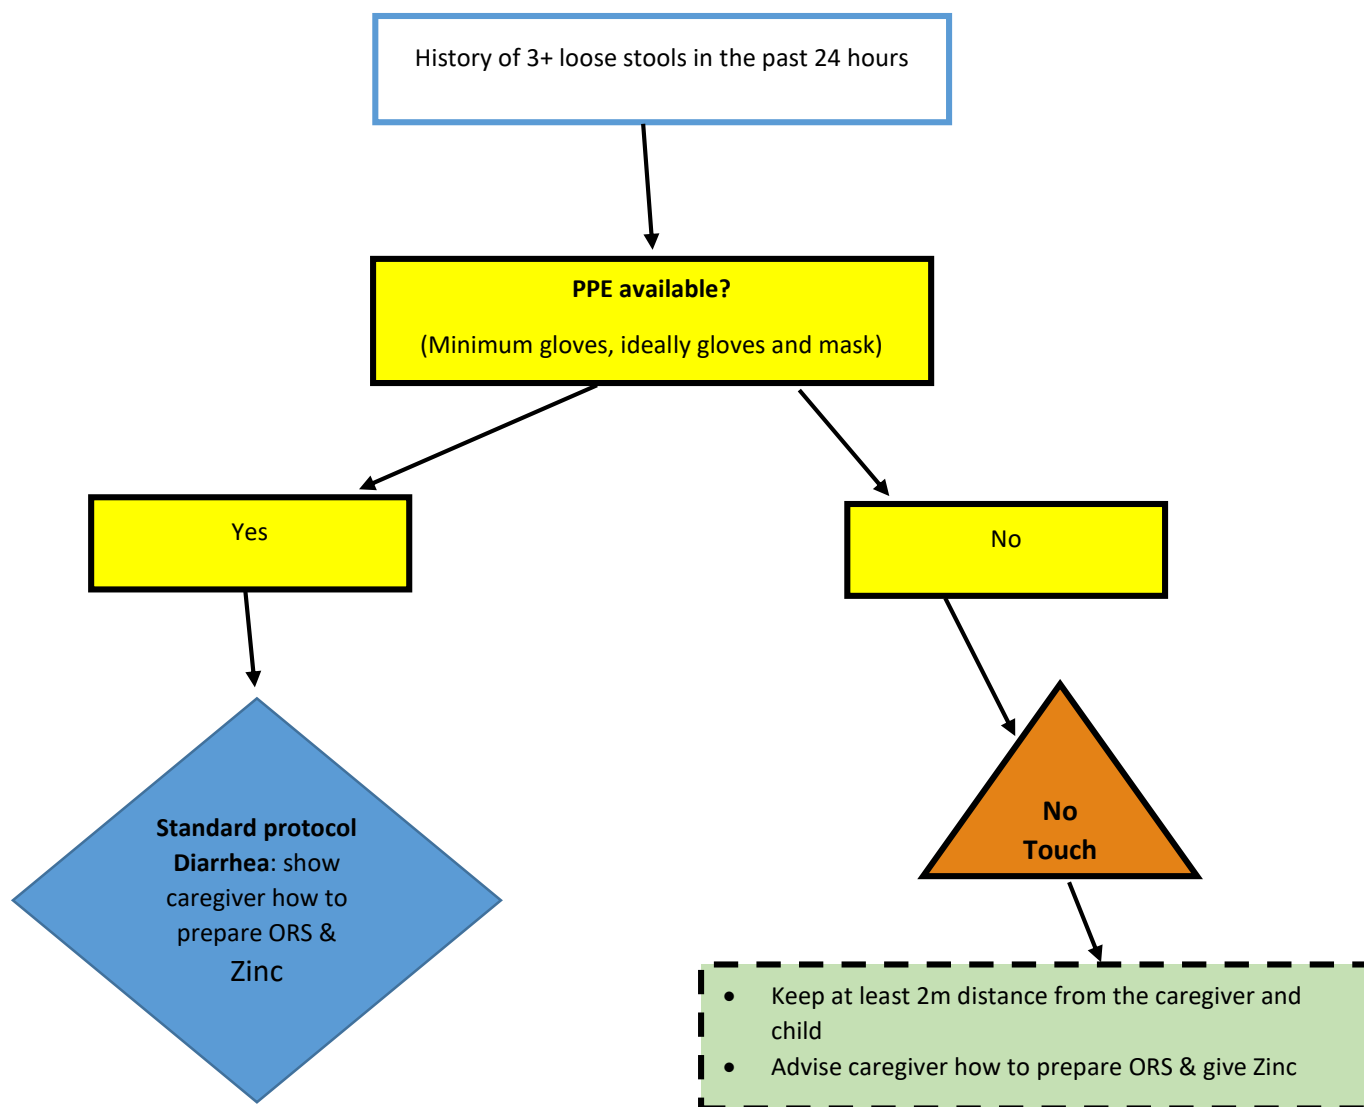 History of 3+ loose stools in the past 24 hours
PPE available?
(Minimum gloves, ideally gloves and mask)
Yes
No
Standard protocol
Diarrhea: show
caregiver how to
prepare ORS &
Zinc
No
Touch
• Keep at least 2m distance from the caregiver and
child
• Advise caregiver how to prepare ORS & give Zinc